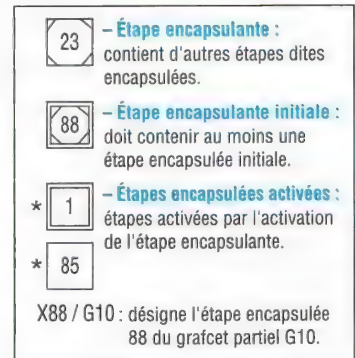 23
– Étape encapsulante :
contient d'autres étapes dites
encapsulées.
88
– Étape encapsulante initiale :
doit contenir au moins une
étape encapsulée initiale.
* 1
– Étapes encapsulées activées :
étapes activées par l'activation
de l'étape encapsulante.
* 85
X88 / G10 : désigne l'étape encapsulée
88 du grafcet partiel G10.